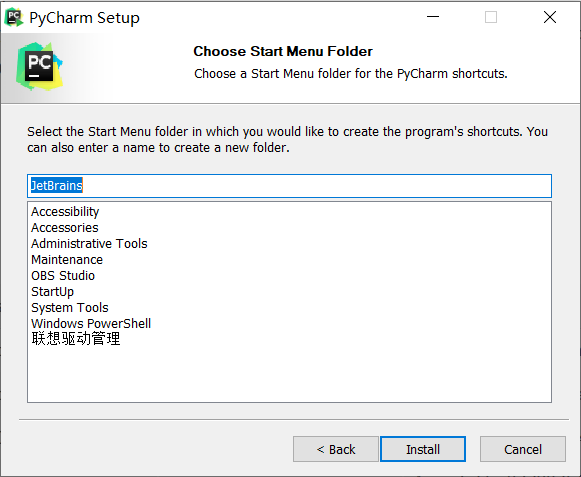 PyCharm Setup
PC
Choose Start Menu Folder
Choose a Start Menu folder for the PyCharm shortcuts.
Select the Start Menu folder in which you would like to create the program's shortcuts. You
can also enter a name to create a new folder.
JetBrains
Accessibility
Accessories
Administrative Tools
Maintenance
OBS Studio
StartUp
System Tools
Windows PowerShell
联想驱动管理
< Back
Install
Cancel